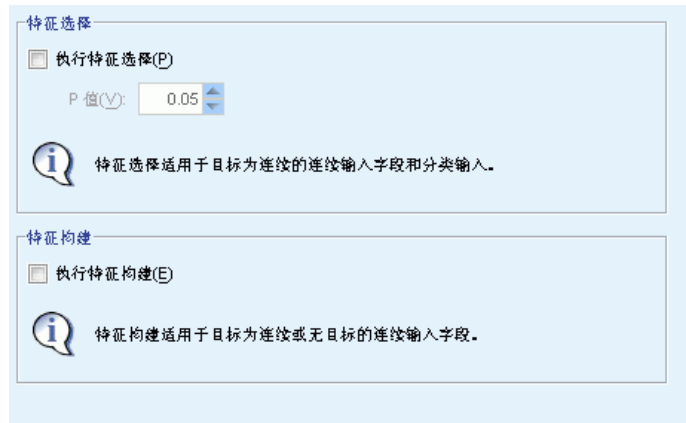 特征选择
执行特征选择(P)
P 值(V): 0.05
特征选择适用于目标为连续的连续输入字段和分类输入。
特征构建
执行特征构建(E)
特征构建适用于目标为连续或无目标的连续输入字段。